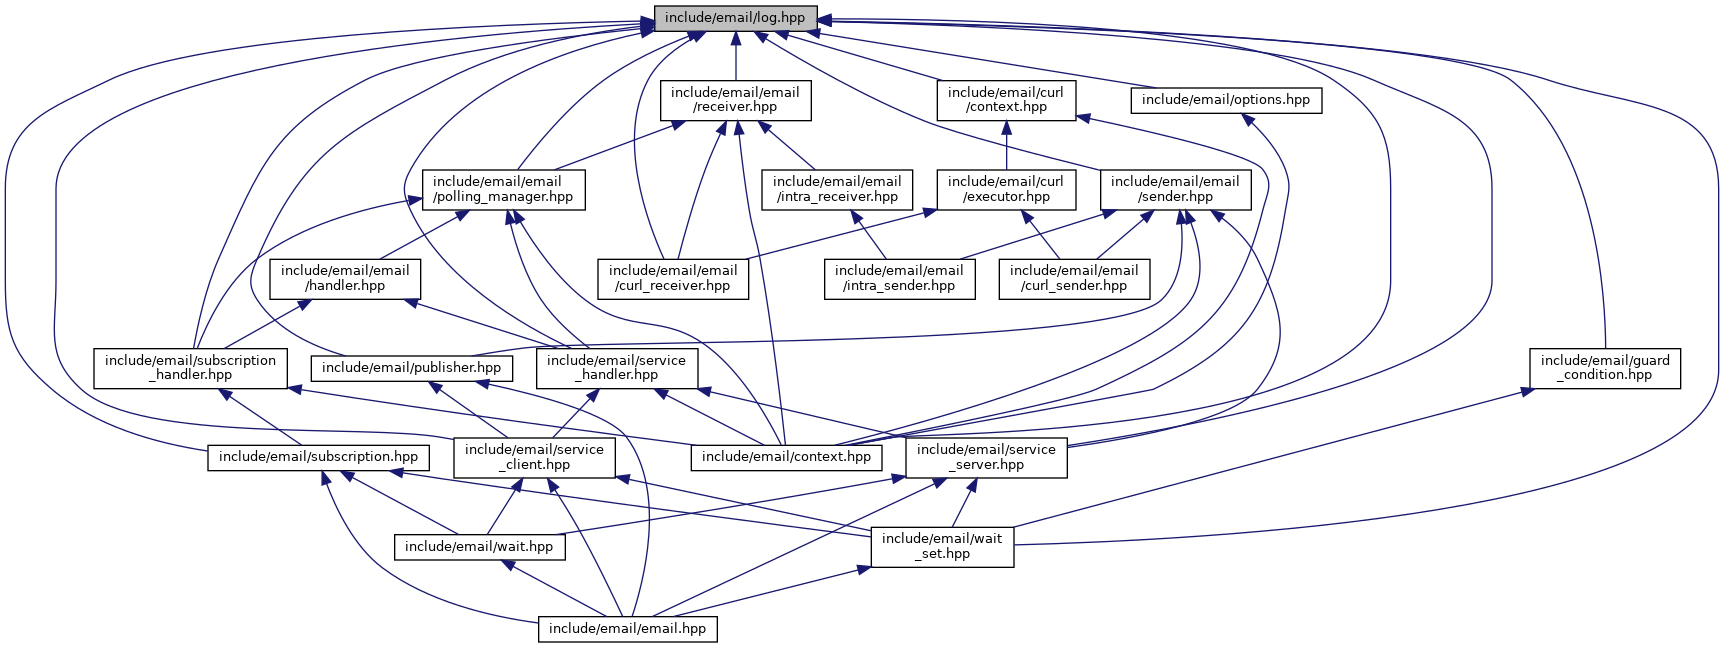 include/email/log.hpp
include/email/email
/receiver.hpp
include/email/curl
/context.hpp
include/email/options.hpp
include/email/email
/polling_manager.hpp
include/email/email
/intra_receiver.hpp
include/email/curl
/executor.hpp
include/email/email
/sender.hpp
include/email/email
/handler.hpp
include/email/email
/curl_receiver.hpp
include/email/email
/intra_sender.hpp
include/email/email
/curl_sender.hpp
include/email/subscription
_handler.hpp
include/email/publisher.hpp
include/email/service
_handler.hpp
include/email/guard
_condition.hpp
include/email/subscription.hpp
include/email/service
_client.hpp
include/email/context.hpp
include/email/service
_server.hpp
include/email/wait.hpp
include/email/wait
_set.hpp
include/email/email.hpp